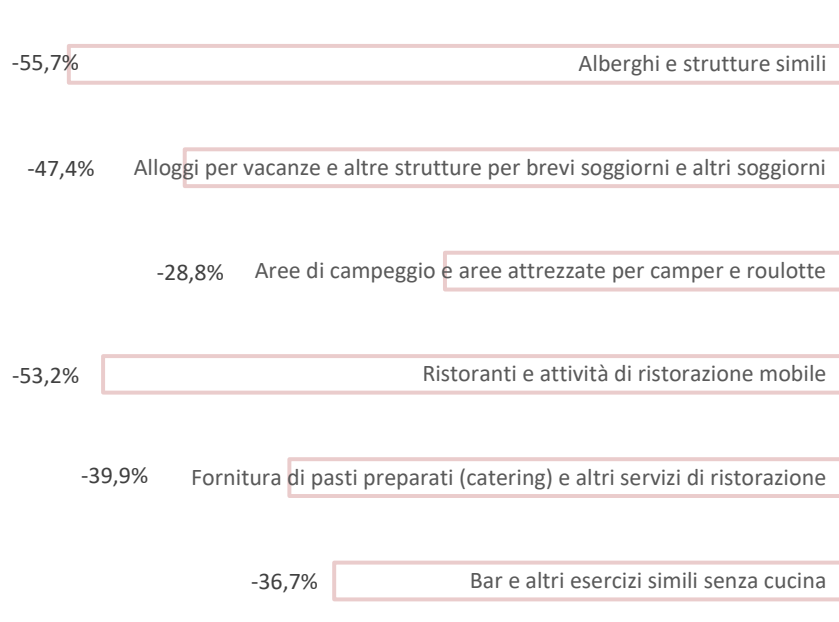 -55,7% Alberghi e strutture simili
-47,4% Alloggi per vacanze e altre strutture per brevi soggiorni e altri soggiorni
-28,8% Aree di campeggio e aree attrezzate per camper e roulotte
-53,2% Ristoranti e attività di ristorazione mobile
-39,9% Fornitura di pasti preparati (catering) e altri servizi di ristorazione
-36,7% Bar e altri esercizi simili senza cucina